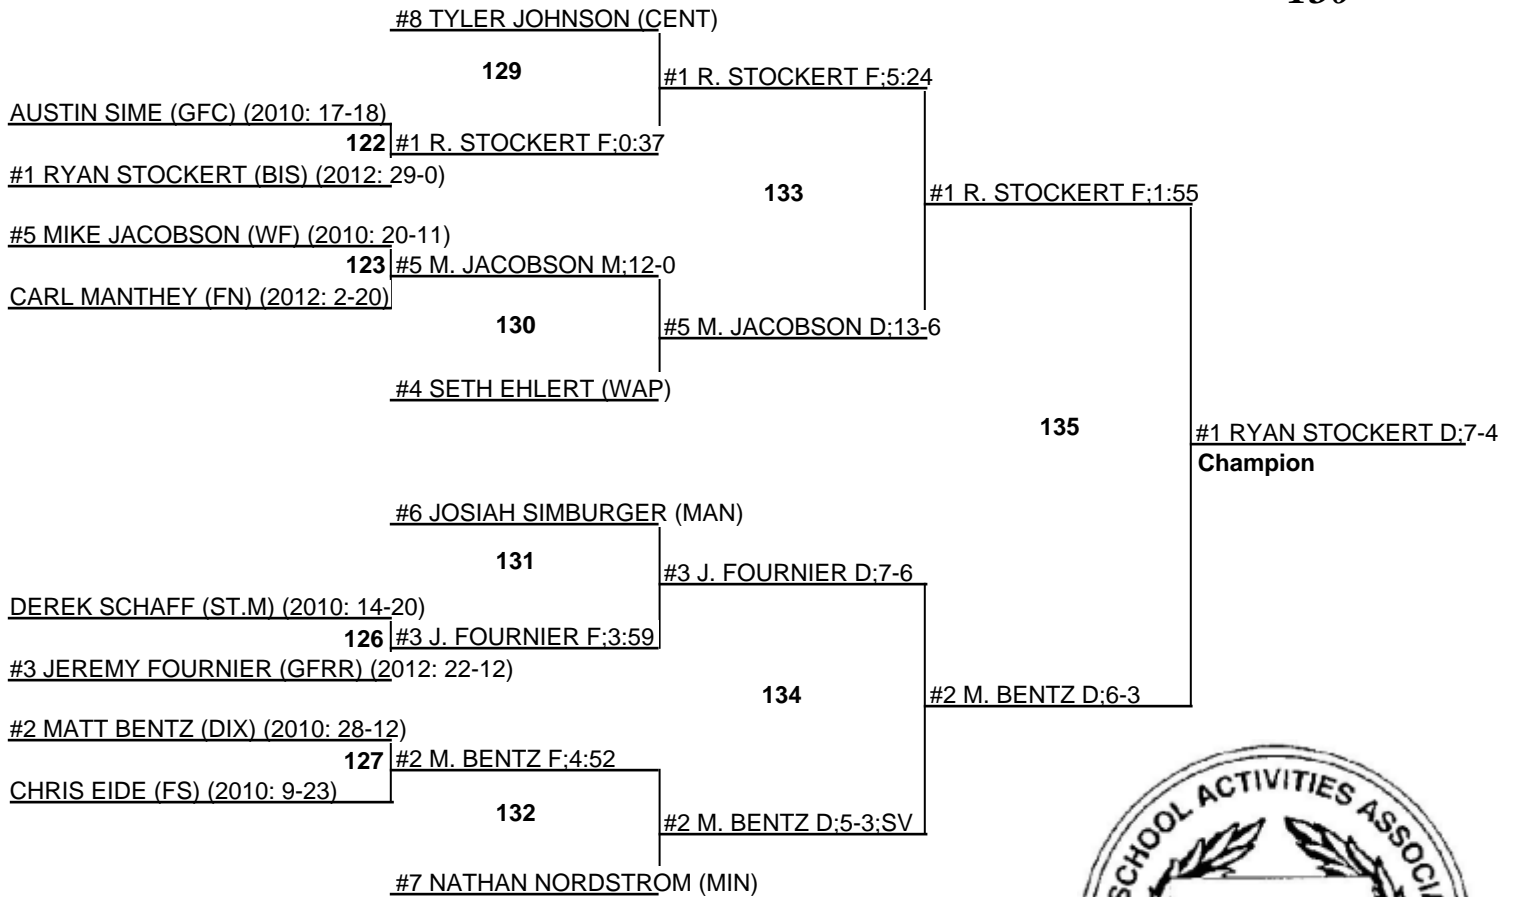 #8 TYLER JOHNSON (CENT)
129
#1 R. STOCKERT F;5:24
AUSTIN SIME (GFC) (2010: 17-18)
122
#1 R. STOCKERT F;0:37
#1 RYAN STOCKERT (BIS) (2012: 29-0)
133
#1 R. STOCKERT F;1:55
#5 MIKE JACOBSON (WF) (2010: 20-11)
123
#5 M. JACOBSON M;12-0
CARL MANTHEY (FN) (2012: 2-20)
130
#5 M. JACOBSON D;13-6
#4 SETH EHLERT (WAP)
135
#1 RYAN STOCKERT D;7-4
Champion
#6 JOSIAH SIMBURGER (MAN)
131
#3 J. FOURNIER D;7-6
DEREK SCHAFF (ST.M) (2010: 14-20)
126
#3 J. FOURNIER F;3:59
#3 JEREMY FOURNIER (GFRR) (2012: 22-12)
134
#2 M. BENTZ D;6-3
#2 MATT BENTZ (DIX) (2010: 28-12)
127
#2 M. BENTZ F;4:52
CHRIS EIDE (FS) (2010: 9-23)
132
#2 M. BENTZ D;5-3;SV
#7 NATHAN NORDSTROM (MIN)
SCHOOL ACTIVITIES ASSOCIA